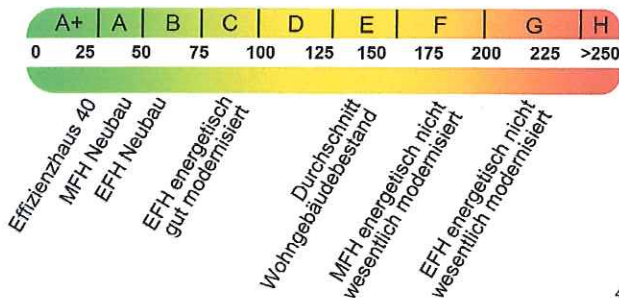 A+ A B C D E F G H
0 25 50 75 100 125 150 175 200 225 >250
Effizienzhaus 40
MFH Neubau
EFH Neubau
EFH energetisch
gut modernisiert
Durchschnitt
Wohngebäudebestand
MFH energetisch nicht
wesentlich modernisiert
EFH energetisch nicht
wesentlich modernisiert